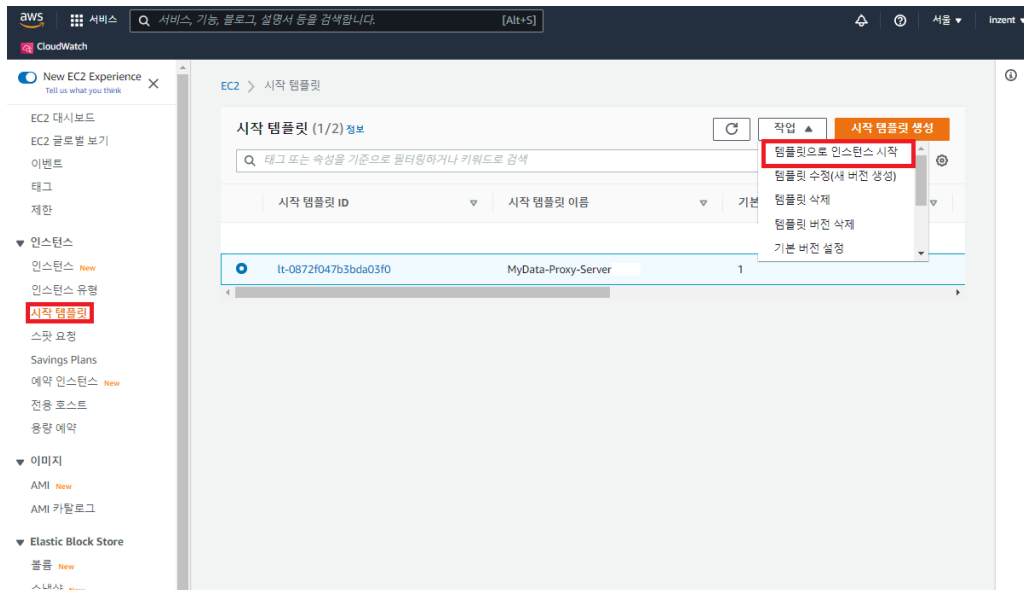 aws 서비스 서비스, 기능, 블로그, 설명서 등을 검색합니다. [Alt+S] 서울 ▼ inzent ▼
CloudWatch
New EC2 Experience
Tell us what you think
EC2 대시보드
EC2 글로벌 보기
이벤트
태그
제한
인스턴스
인스턴스 New
인스턴스 유형
시작 템플릿
스팟 요청
Savings Plans
예약 인스턴스 New
전용 호스트
용량 예약
이미지
AMI New
AMI 카탈로그
Elastic Block Store
볼륨 New
스냅샷 New
EC2 > 시작 템플릿
시작 템플릿 (1/2) 정보
작업 ▲ 시작 템플릿 생성
태그 또는 속성을 기준으로 필터링하거나 키워드로 검색
템플릿으로 인스턴스 시작
템플릿 수정(새 버전 생성)
템플릿 삭제
템플릿 버전 삭제
기본 버전 설정
시작 템플릿 ID 시작 템플릿 이름 기본
lt-0872f047b3bda03f0 MyData-Proxy-Server 1